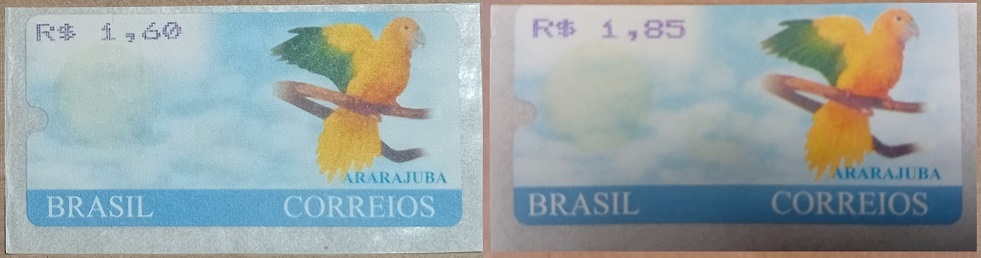 R$ 1,60
ARARAJUBA
BRASIL CORREIOS
R$ 1,85
ARARAJUBA
BRASIL CORREIOS